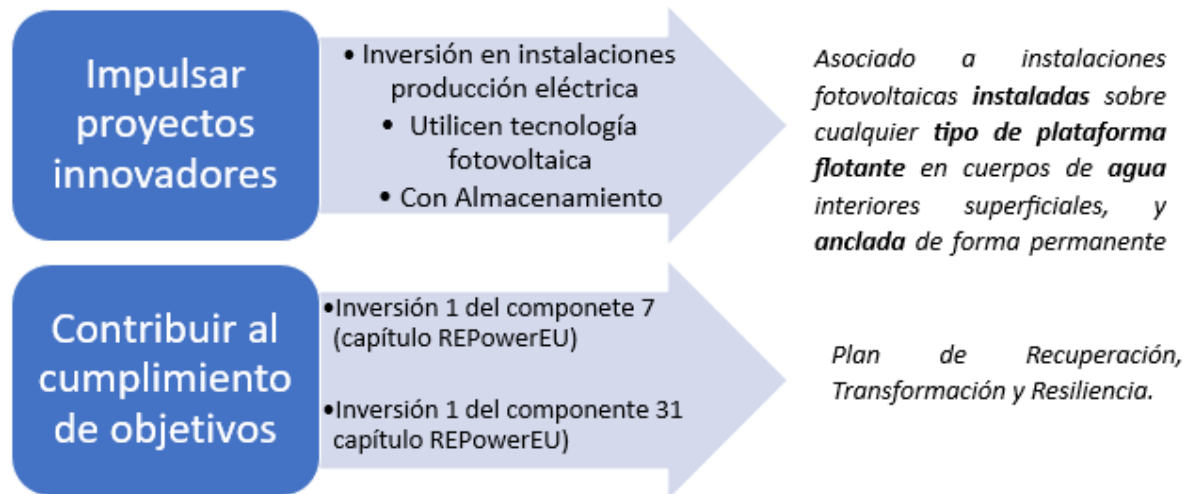 Impulsar
proyectos
innovadores
• Inversión en instalaciones
producción eléctrica
• Utilicen tecnología
fotovoltaica
• Con Almacenamiento
Asociado a instalaciones
fotovoltaicas instaladas sobre
cualquier tipo de plataforma
flotante en cuerpos de agua
interiores superficiales, y
anclada de forma permanente
Contribuir al
cumplimiento
de objetivos
•Inversión 1 del componete 7
(capítulo REPowerEU)
•Inversión 1 del componente 31
capítulo REPowerEU)
Plan de Recuperación,
Transformación y Resiliencia.